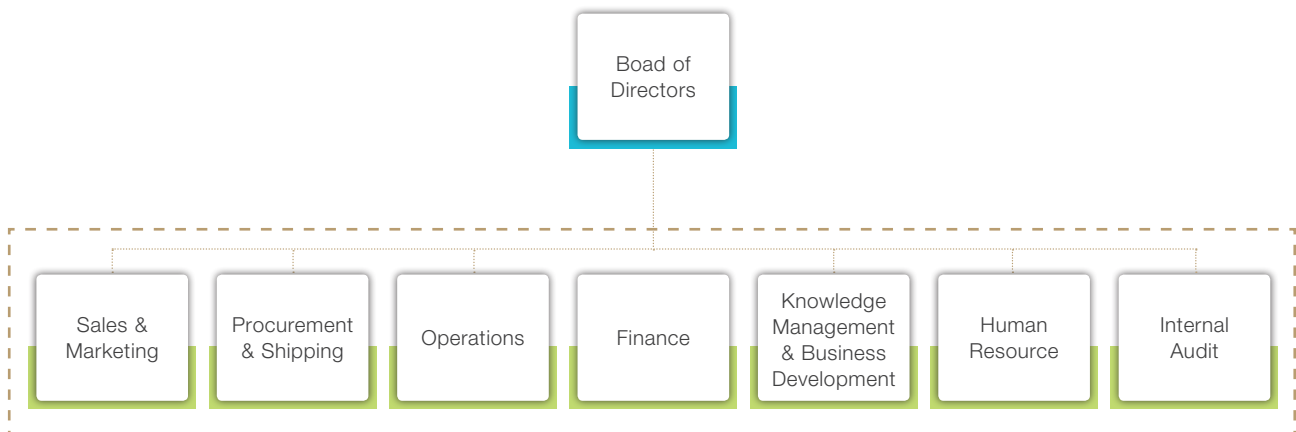 Boad of
Directors
Sales &
Marketing
Procurement
& Shipping
Operations
Finance
Knowledge
Management
& Business
Development
Human
Resource
Internal
Audit